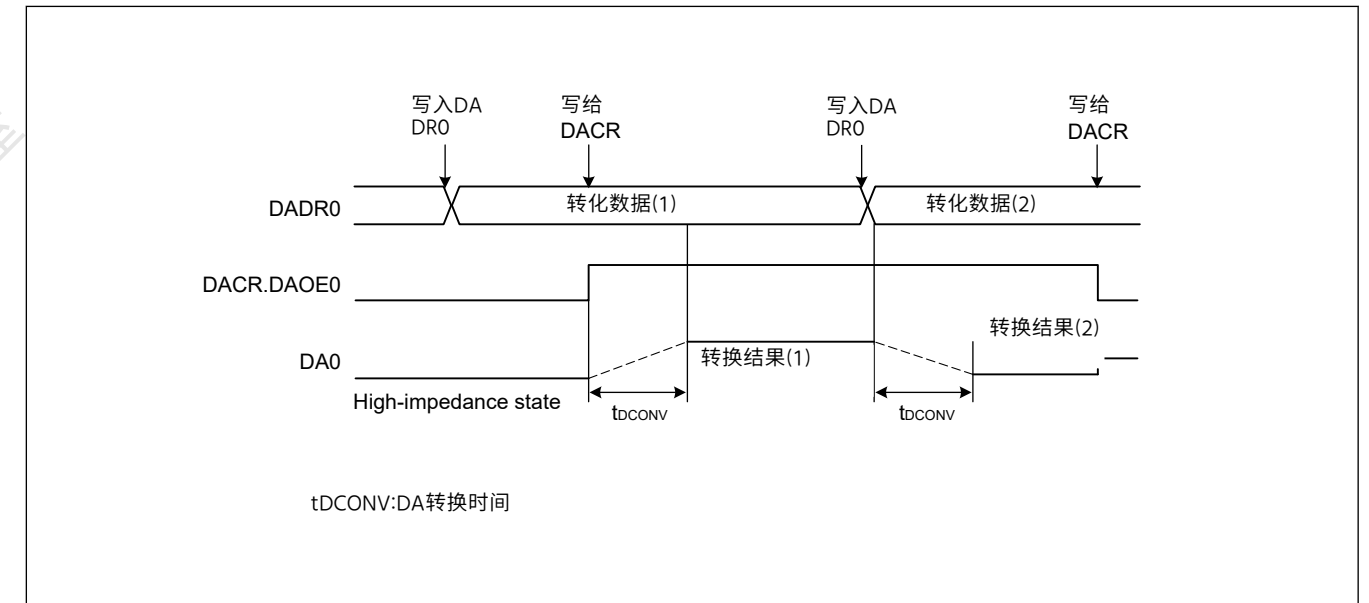 写入DA
DR0
写给
DACR
写入DA
DR0
写给
DACR
DADR0
转化数据(1)
转化数据(2)
DACR.DAOE0
转换结果(2)
DA0
转换结果(1)
High-impedance state
tDCONV
tDCONV
tDCONV:DA转换时间